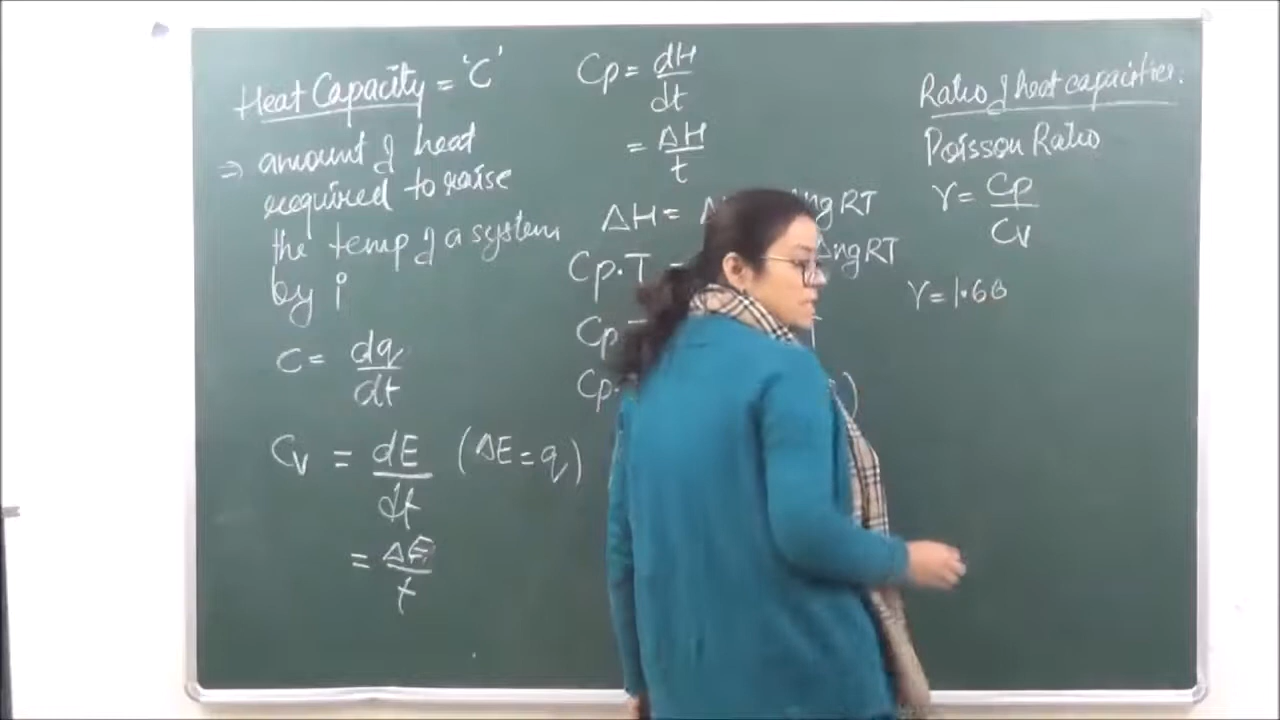 Heat Capacity = 'C'
⇒ amount of heat
required to raise
the temp of a system
by i
C = dq/dt
Cv = dE/dt (ΔE = q)
= ΔE/t
Cp = dH/dt
= ΔH/t
ΔH = ngRT
Cp.T = ΔngRT
Cp
Cp.
Ratio of heat capacities.
Poisson Ratio
γ = Cp/Cv
γ = 1.66